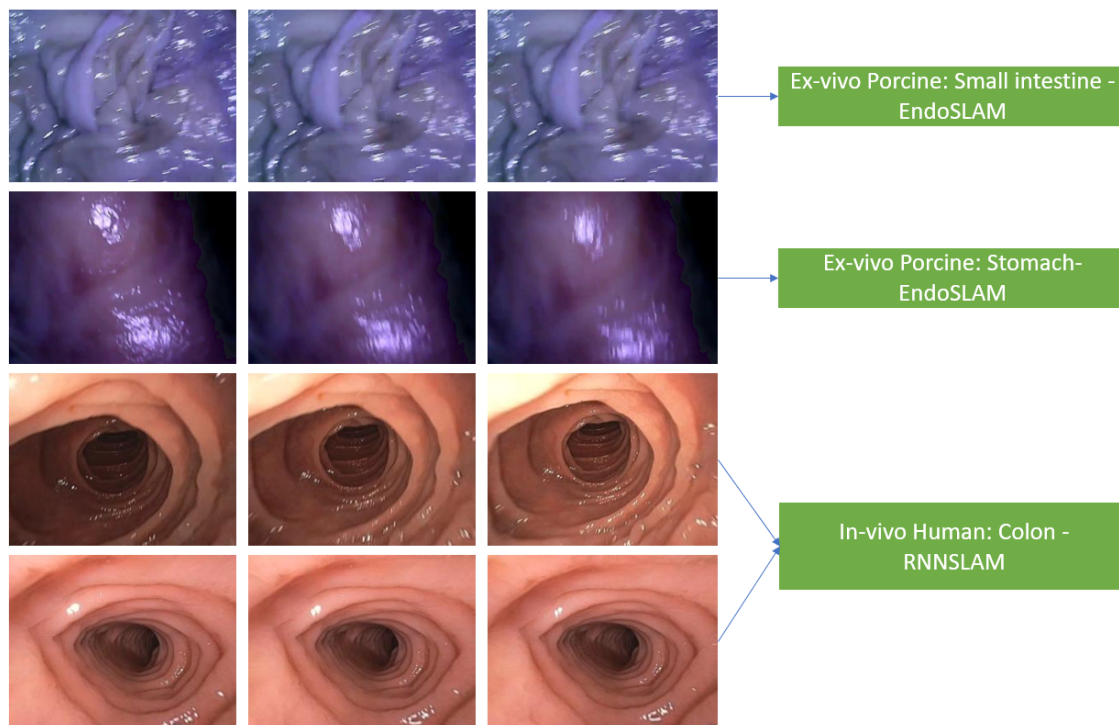 Ex-vivo Porcine: Small intestine -
EndoSLAM
Ex-vivo Porcine: Stomach-
EndoSLAM
In-vivo Human: Colon -
RNNSLAM